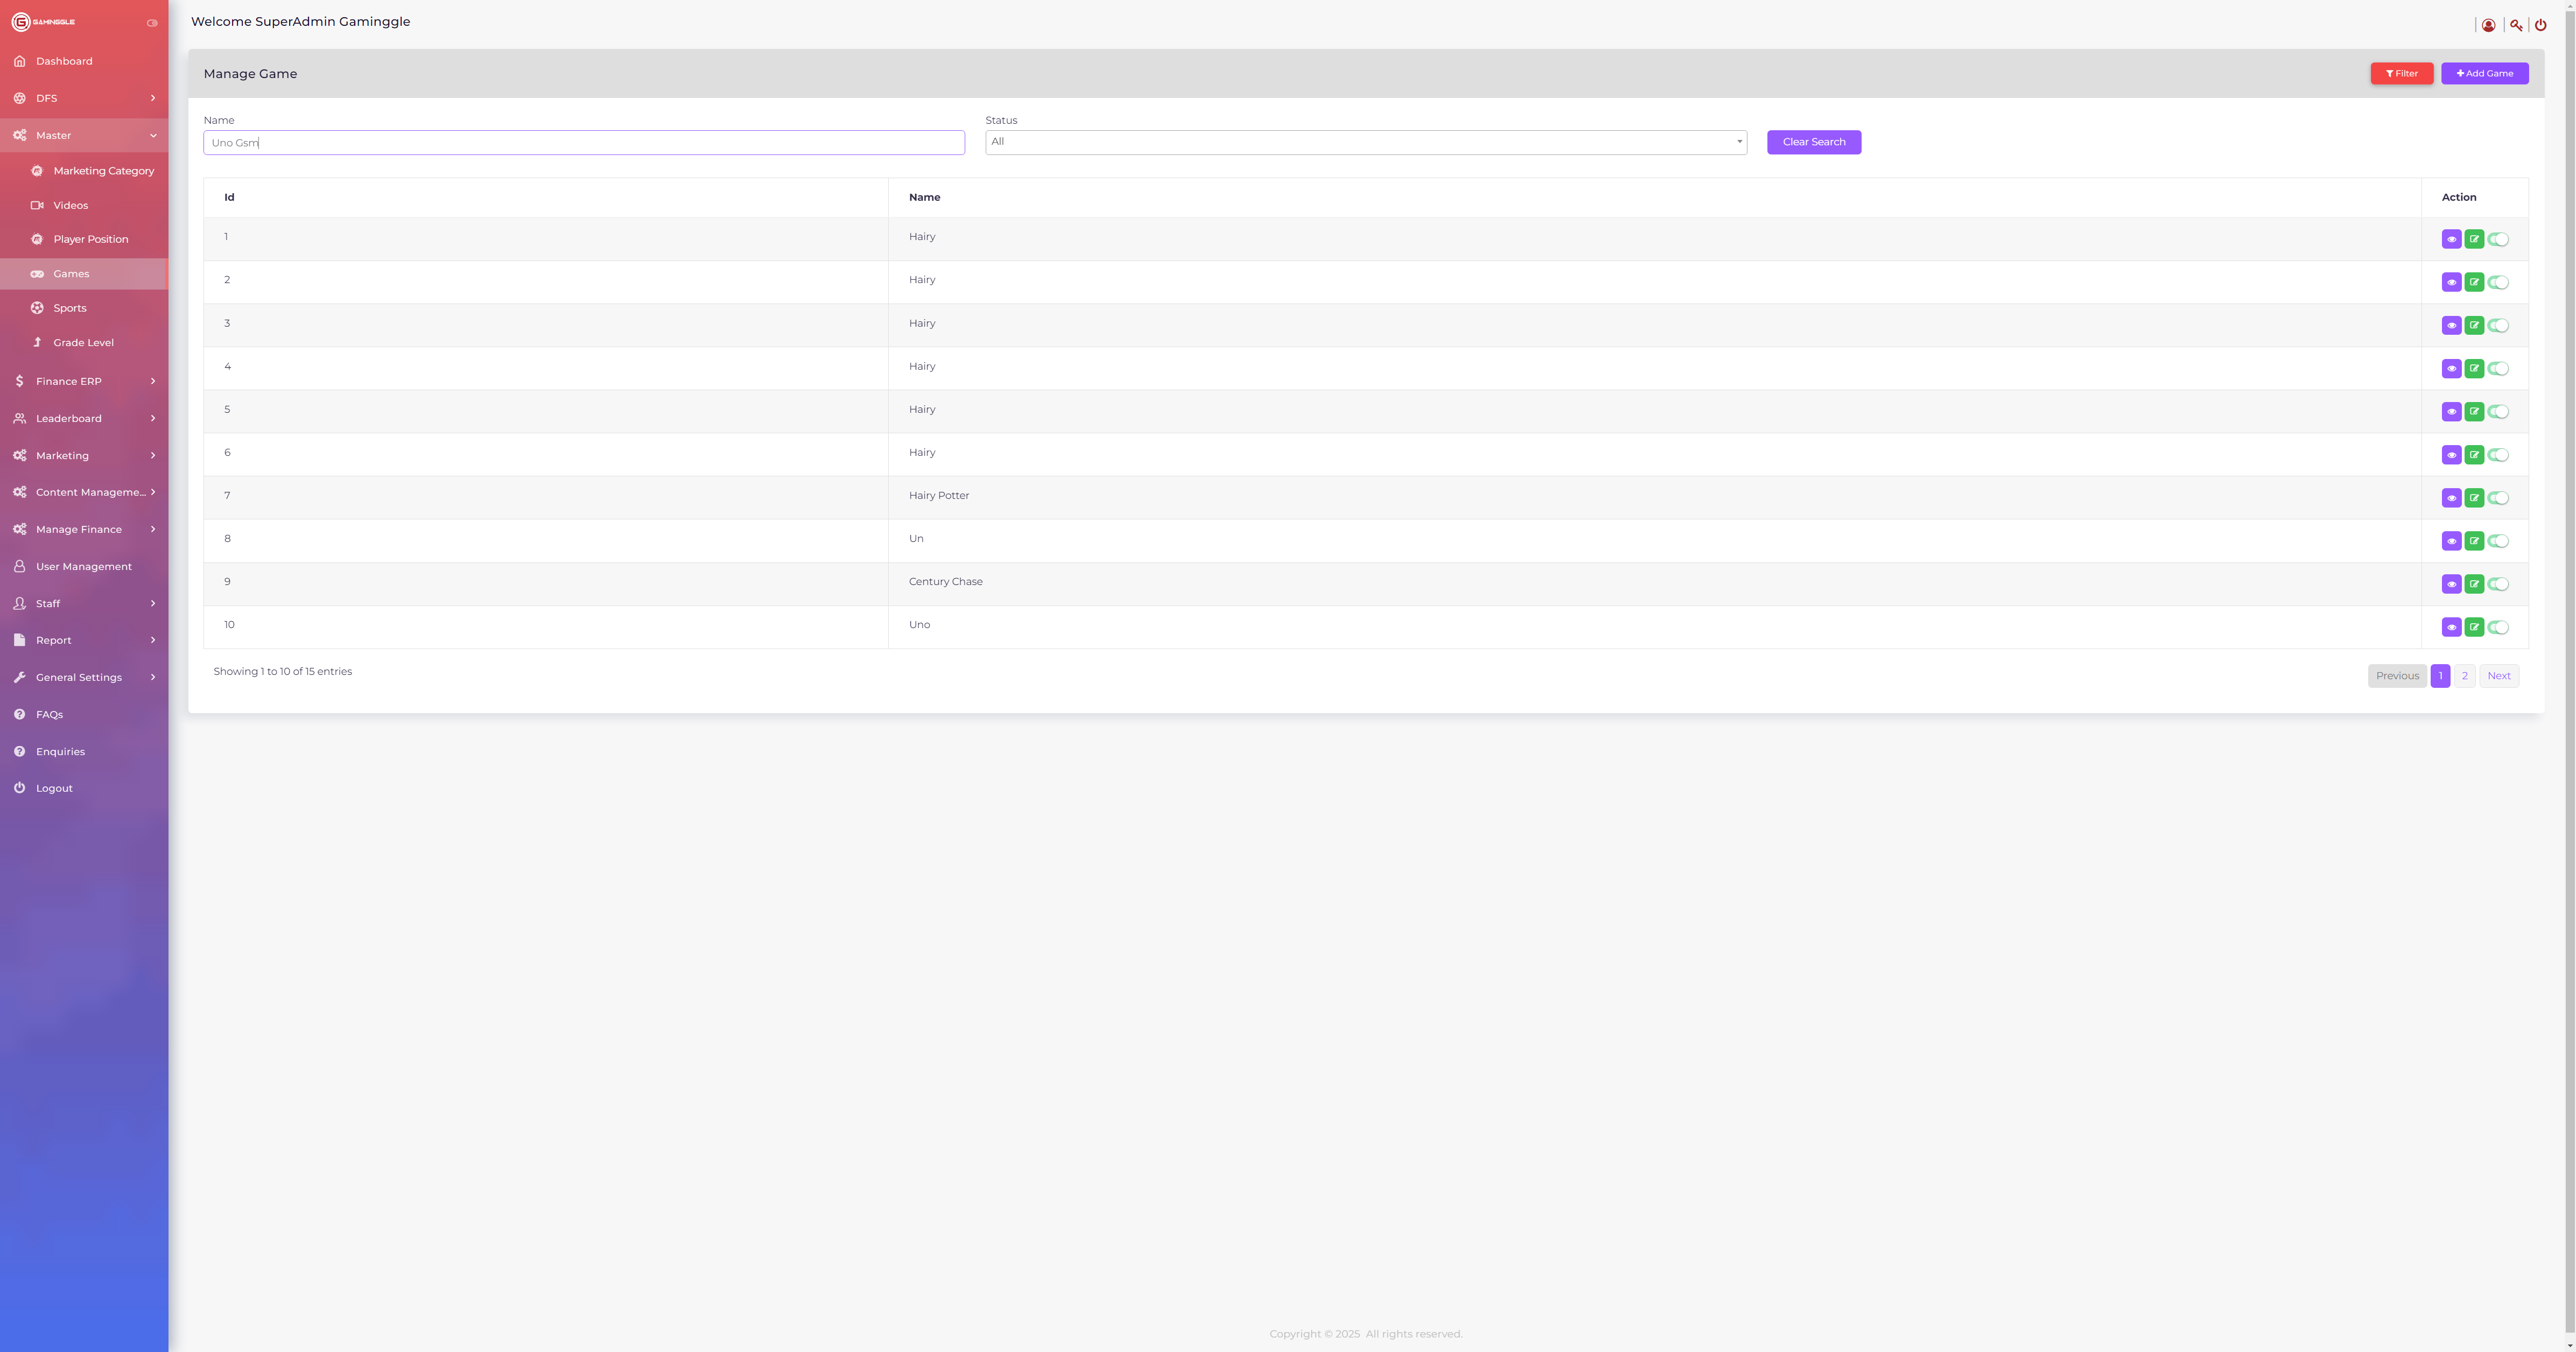 GAMINGGLE
Welcome SuperAdmin Gaminggle
Dashboard
DFS
Master
Marketing Category
Videos
Player Position
Games
Sports
Grade Level
Finance ERP
Leaderboard
Marketing
Content Manageme...
Manage Finance
User Management
Staff
Report
General Settings
FAQs
Enquiries
Logout
Manage Game
Filter
Add Game
Name
Status
Uno Gsm
All
Clear Search
Id Name Action
1 Hairy
2 Hairy
3 Hairy
4 Hairy
5 Hairy
6 Hairy
7 Hairy Potter
8 Un
9 Century Chase
10 Uno
Showing 1 to 10 of 15 entries
Previous 1 2 Next
Copyright © 2025 All rights reserved.